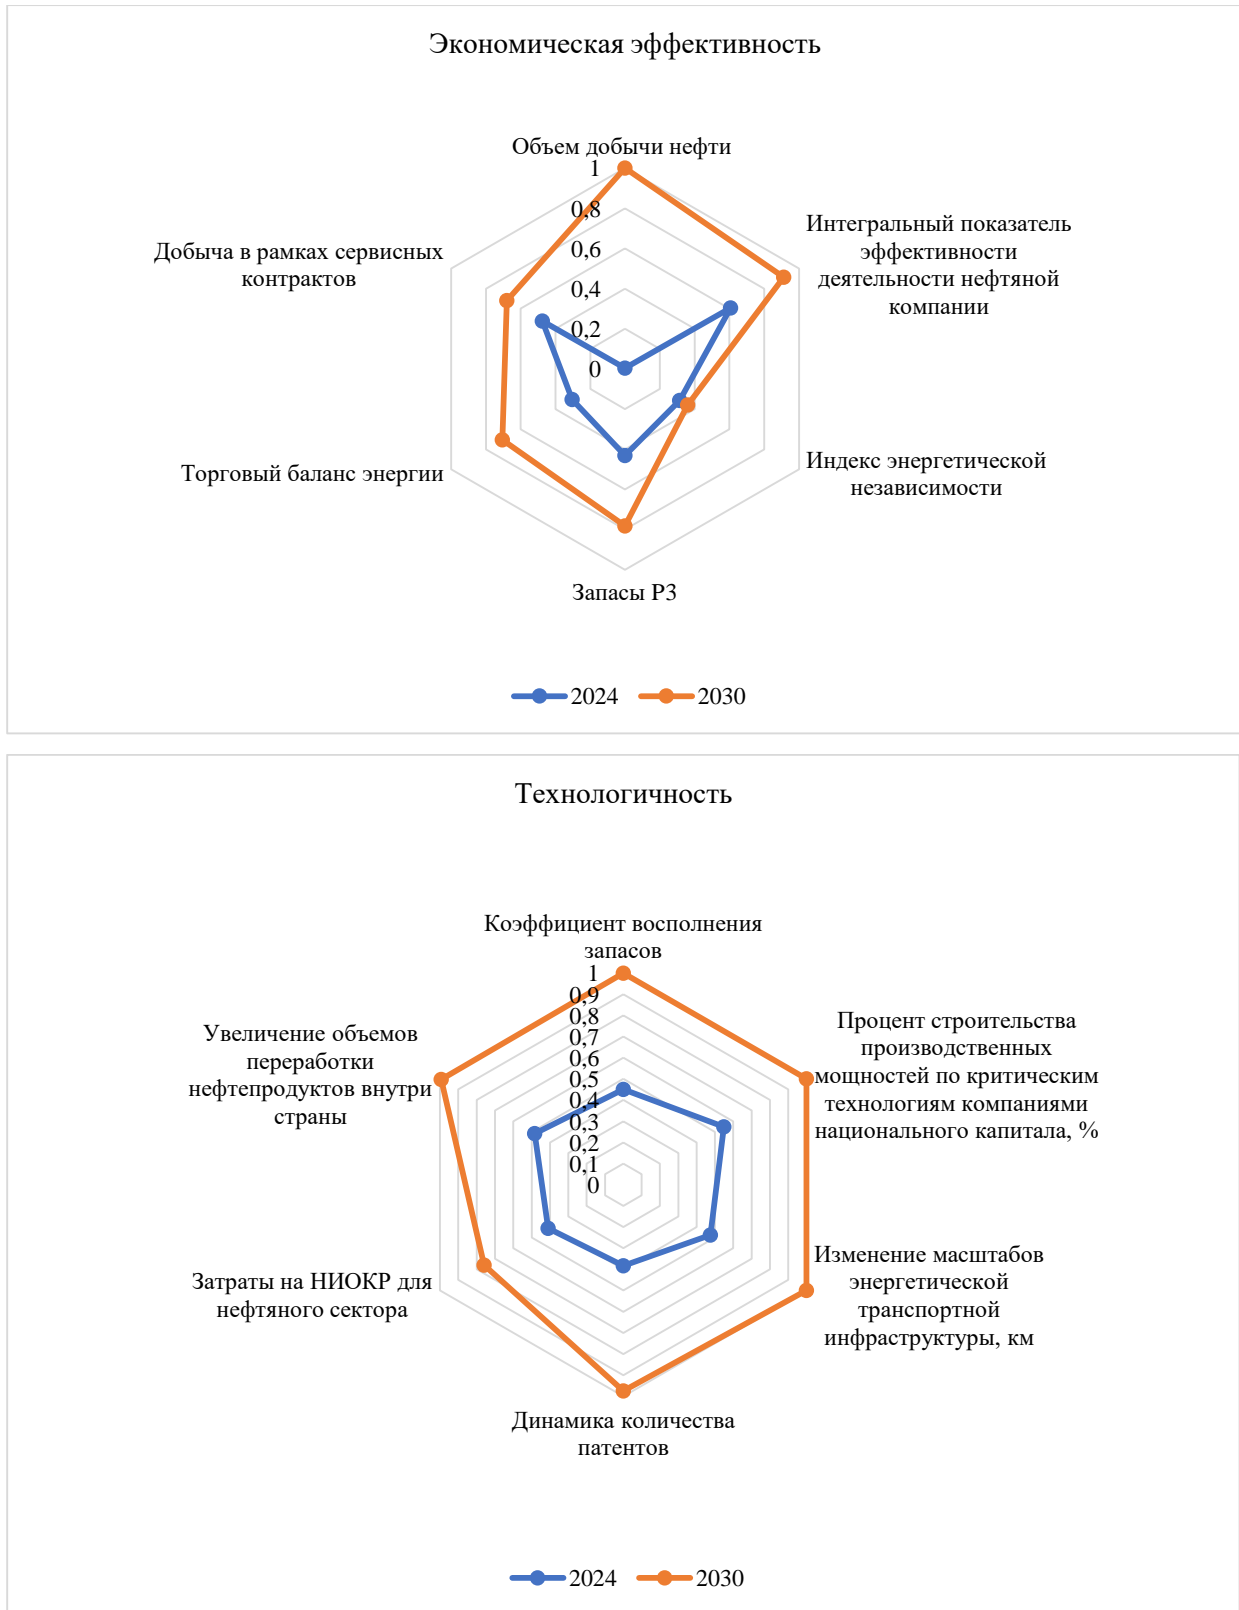 Экономическая эффективность
Объем добычи нефти
1
0,8
0,6
0,4
0,2
0
Интегральный показатель
эффективности
деятельности нефтяной
компании
Индекс энергетической
независимости
Запасы P3
Торговый баланс энергии
Добыча в рамках сервисных
контрактов
2024
2030
Технологичность
Коэффициент восполнения
запасов
1
0,9
0,8
0,7
0,6
0,5
0,4
0,3
0,2
0,1
0
Процент строительства
производственных
мощностей по критическим
технологиям компаниями
национального капитала, %
Изменение масштабов
энергетической
транспортной
инфраструктуры, км
Динамика количества
патентов
Затраты на НИОКР для
нефтяного сектора
Увеличение объемов
переработки
нефтепродуктов внутри
страны
2024
2030